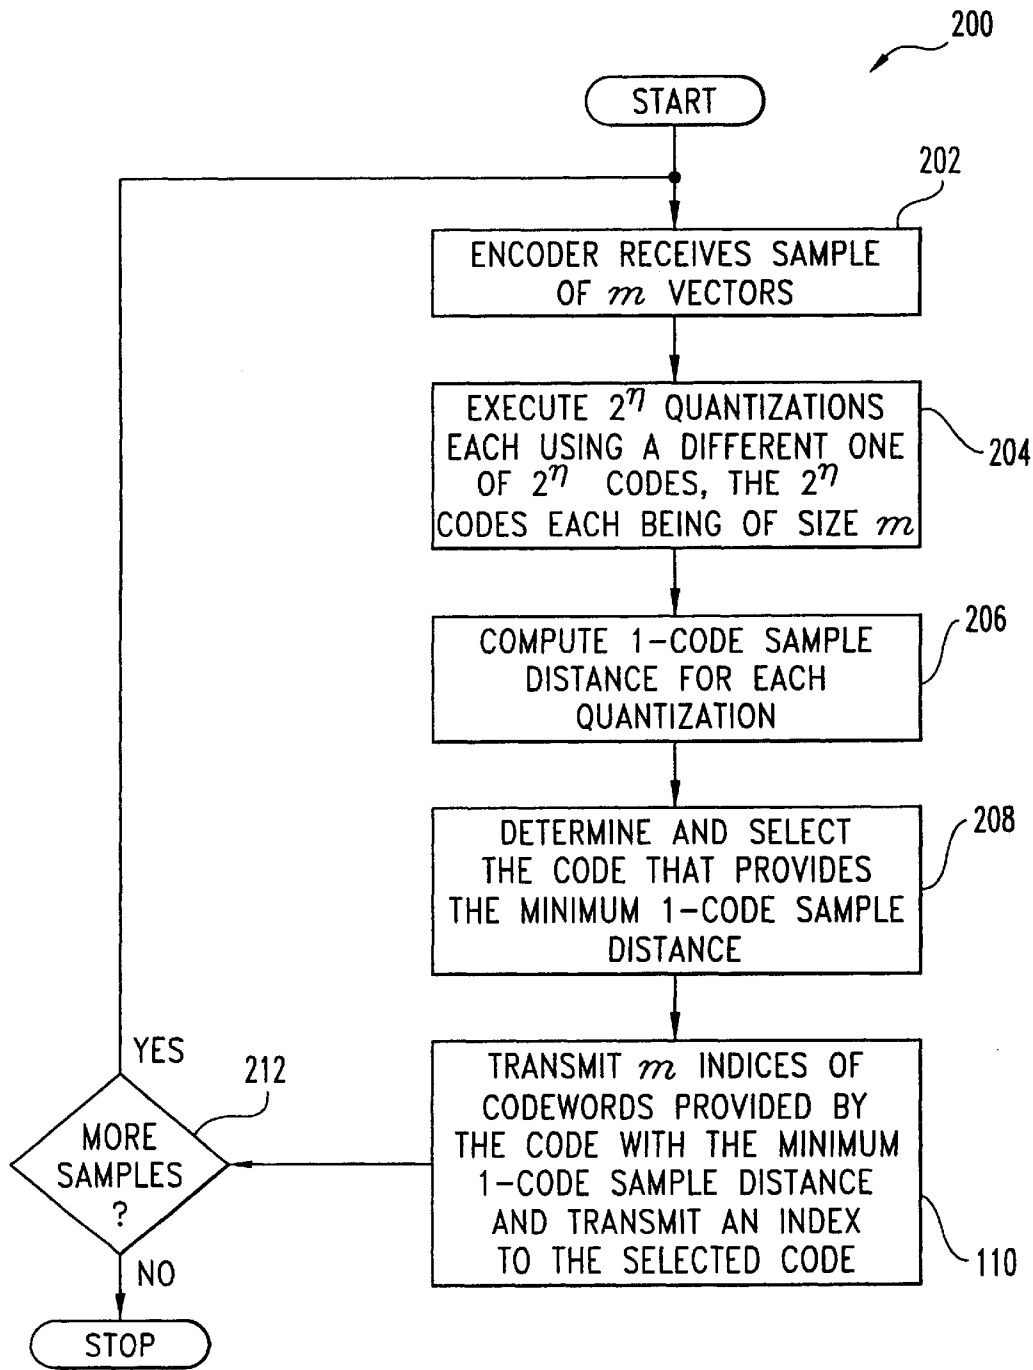 200
START
202
ENCODER RECEIVES SAMPLE
OF m VECTORS
EXECUTE 2^η QUANTIZATIONS
EACH USING A DIFFERENT ONE
OF 2^η CODES, THE 2^η
CODES EACH BEING OF SIZE m
204
COMPUTE 1-CODE SAMPLE
DISTANCE FOR EACH
QUANTIZATION
206
DETERMINE AND SELECT
THE CODE THAT PROVIDES
THE MINIMUM 1-CODE SAMPLE
DISTANCE
208
TRANSMIT m INDICES OF
CODEWORDS PROVIDED BY
THE CODE WITH THE MINIMUM
1-CODE SAMPLE DISTANCE
AND TRANSMIT AN INDEX
TO THE SELECTED CODE
110
YES
212
MORE
SAMPLES
?
NO
STOP